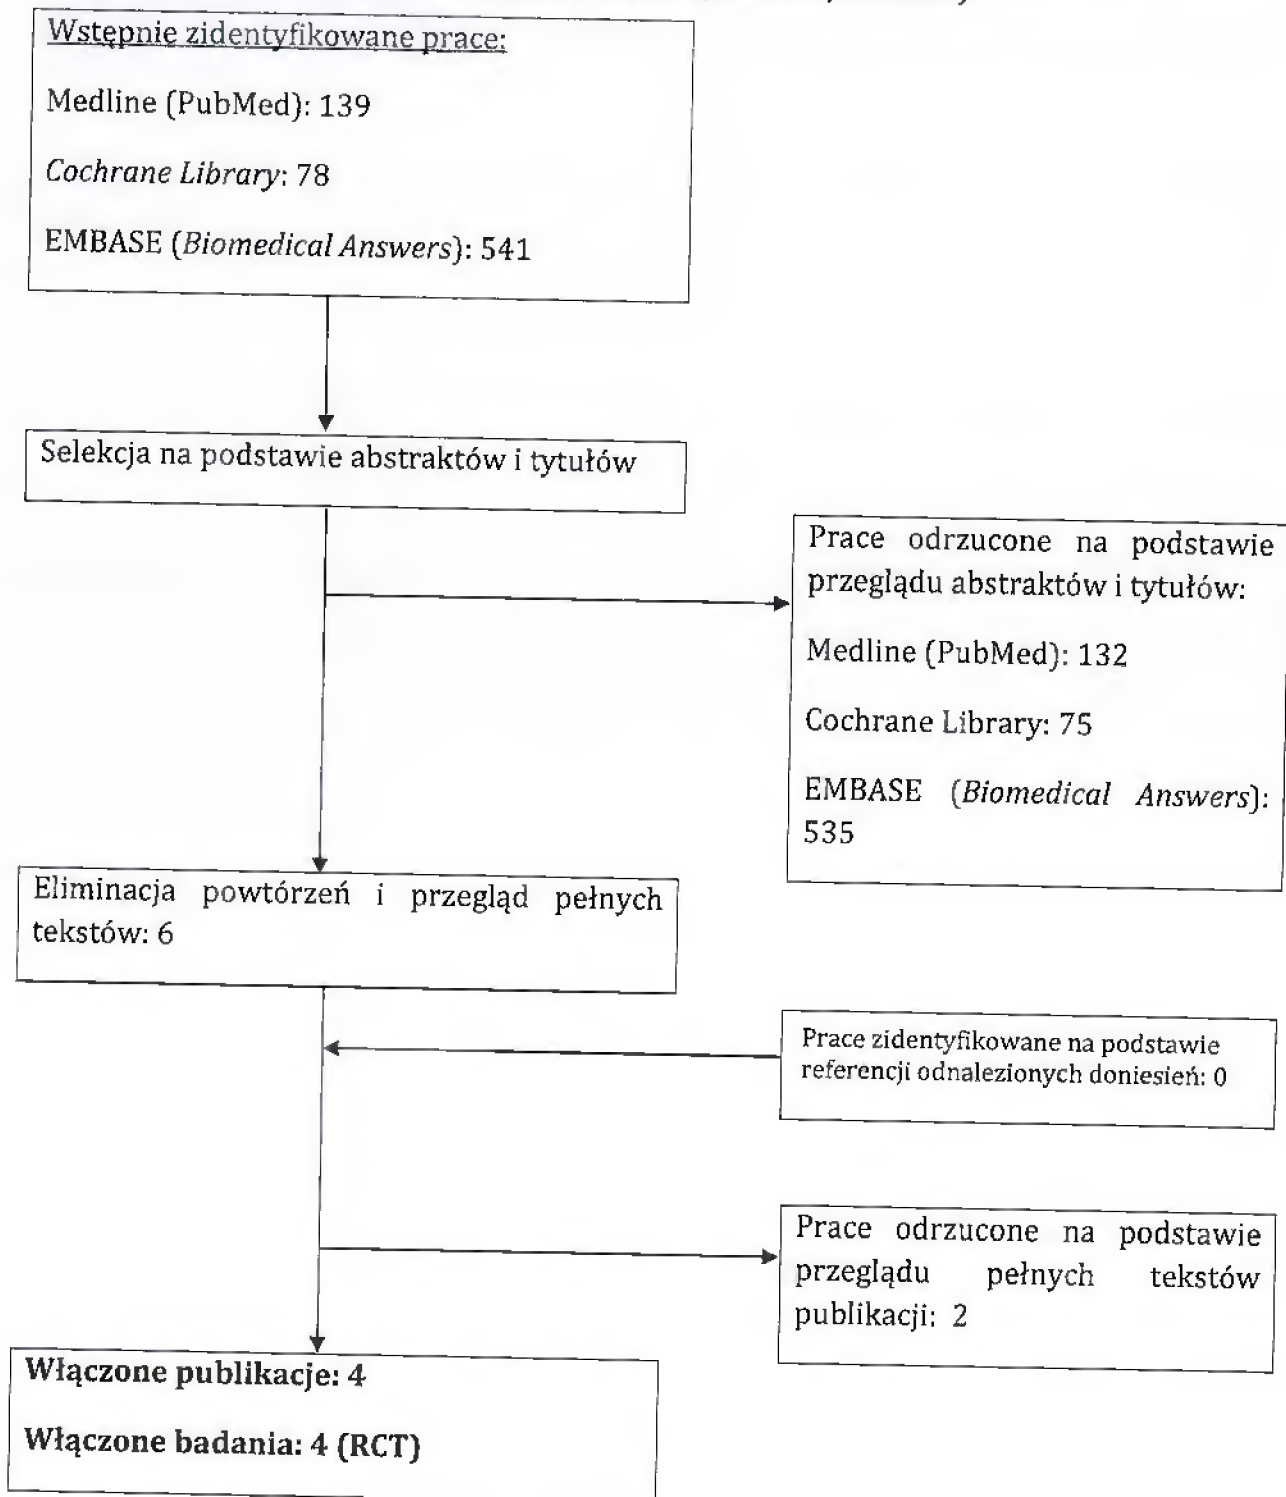 Wstępnie zidentyfikowane prace:
Medline (PubMed): 139
Cochrane Library: 78
EMBASE (Biomedical Answers): 541
Selekcja na podstawie abstraktów i tytułów
Prace odrzucone na podstawie
przeglądu abstraktów i tytułów:
Medline (PubMed): 132
Cochrane Library: 75
EMBASE (Biomedical Answers):
535
Eliminacja powtórzeń i przegląd pełnych
tekstów: 6
Prace zidentyfikowane na podstawie
referencji odnalezionych doniesień: 0
Prace odrzucone na podstawie
przeglądu pełnych tekstów
publikacji: 2
Włączone publikacje: 4
Włączone badania: 4 (RCT)